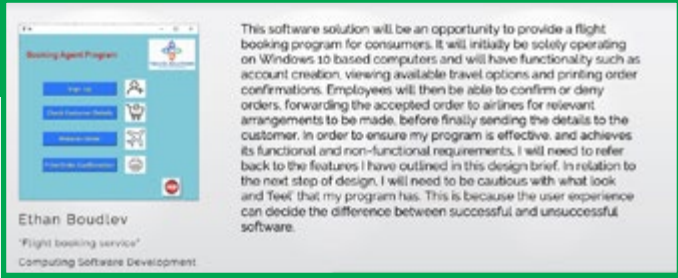 Booking Agent Program
Sign Up
Check Customer Details
This software solution will be an opportunity to provide a flight
booking program for consumers. It will initially be solely operating
on Windows 10 based computers and will have functionality such as
account creation, viewing available travel options and printing order
confirmations. Employees will then be able to confirm or deny
orders, forwarding the accepted order to airlines for relevant
arrangements to be made, before finally sending the details to the
customer. In order to ensure my program is effective, and achieves
its functional and non-functional requirements, I will need to refer
back to the features I have outlined in this design brief. In relation to
the next step of design, I will need to be cautious with what look
and 'feel' that my program has. This is because the user experience
can decide the difference between successful and unsuccessful
software.
Ethan Boudlev
"Flight booking service"
Computing Software Development